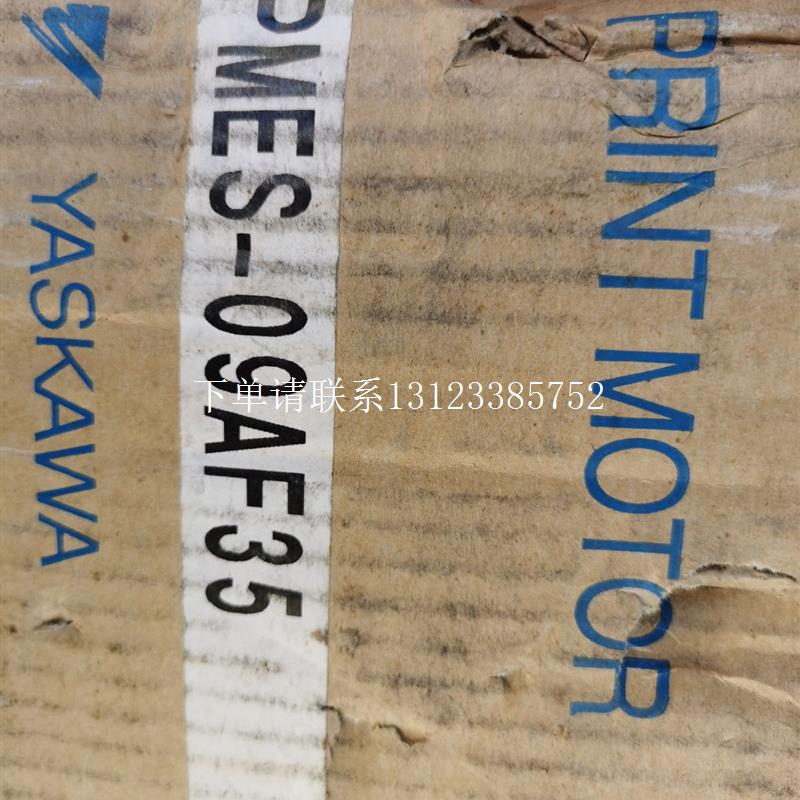 PRINT MOTOR
PMES-09AF35
YASKAWA
下单请联系13123385752